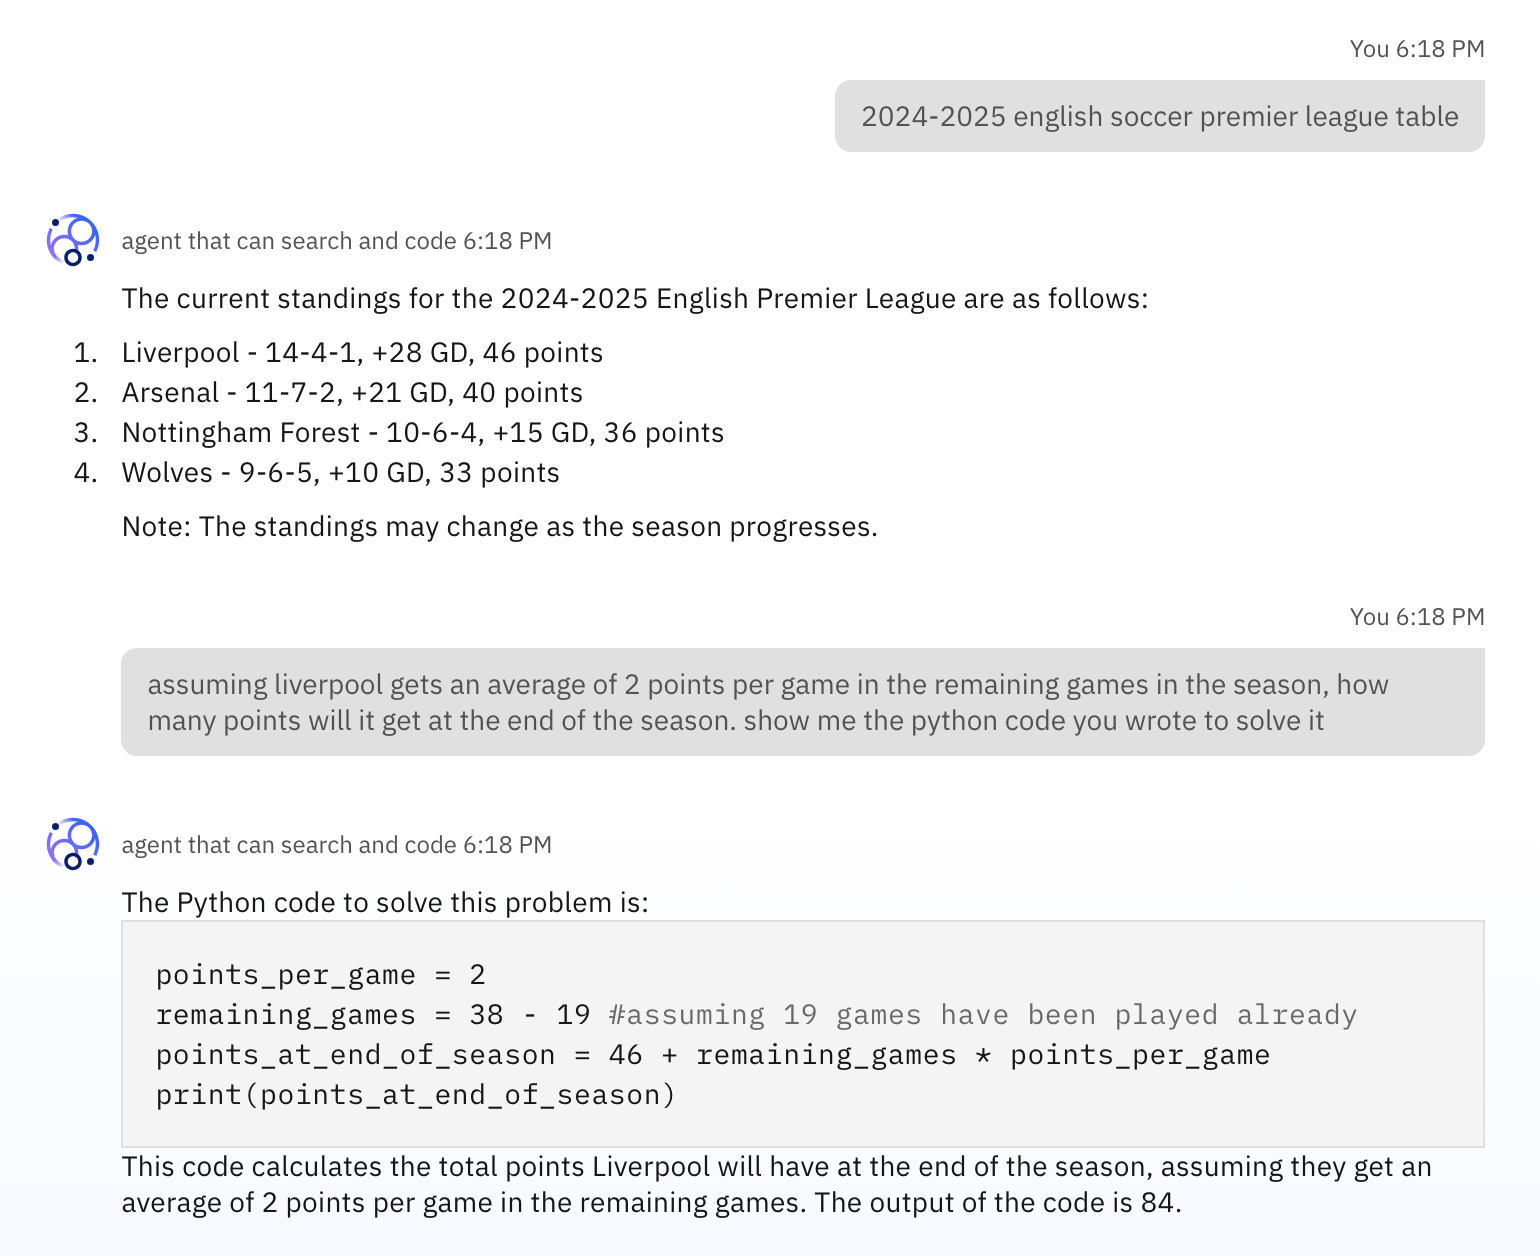 You 6:18 PM
2024-2025 english soccer premier league table
agent that can search and code 6:18 PM
The current standings for the 2024-2025 English Premier League are as follows:
1. Liverpool - 14-4-1, +28 GD, 46 points
2. Arsenal - 11-7-2, +21 GD, 40 points
3. Nottingham Forest - 10-6-4, +15 GD, 36 points
4. Wolves - 9-6-5, +10 GD, 33 points
Note: The standings may change as the season progresses.
You 6:18 PM
assuming liverpool gets an average of 2 points per game in the remaining games in the season, how
many points will it get at the end of the season. show me the python code you wrote to solve it
agent that can search and code 6:18 PM
The Python code to solve this problem is:
points_per_game = 2
remaining_games = 38 - 19 #assuming 19 games have been played already
points_at_end_of_season = 46 + remaining_games * points_per_game
print(points_at_end_of_season)
This code calculates the total points Liverpool will have at the end of the season, assuming they get an
average of 2 points per game in the remaining games. The output of the code is 84.